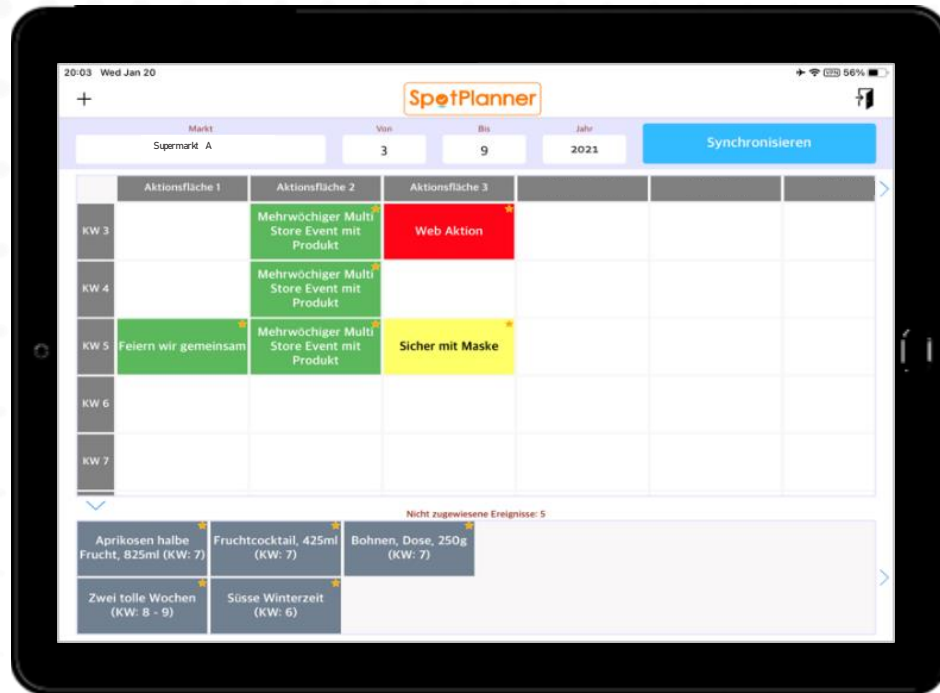 20:03 Wed Jan 20
VPN 56%
SpotPlanner
Markt Von Bis Jahr
Supermarkt A 3 9 2021 Synchronisieren
Aktionsfläche 1 Aktionsfläche 2 Aktionsfläche 3
KW 3
Mehrwöchiger Multi
Store Event mit
Produkt
Web Aktion
KW 4
Mehrwöchiger Multi
Store Event mit
Produkt
KW 5
Feiern wir gemeinsam
Mehrwöchiger Multi
Store Event mit
Produkt
Sicher mit Maske
KW 6
KW 7
Nicht zugewiesene Ereignisse: 5
Aprikosen halbe
Frucht, 825ml (KW: 7)
Fruchtcocktail, 425ml
(KW: 7)
Bohnen, Dose, 250g
(KW: 7)
Zwei tolle Wochen
(KW: 8 - 9)
Süsse Winterzeit
(KW: 6)